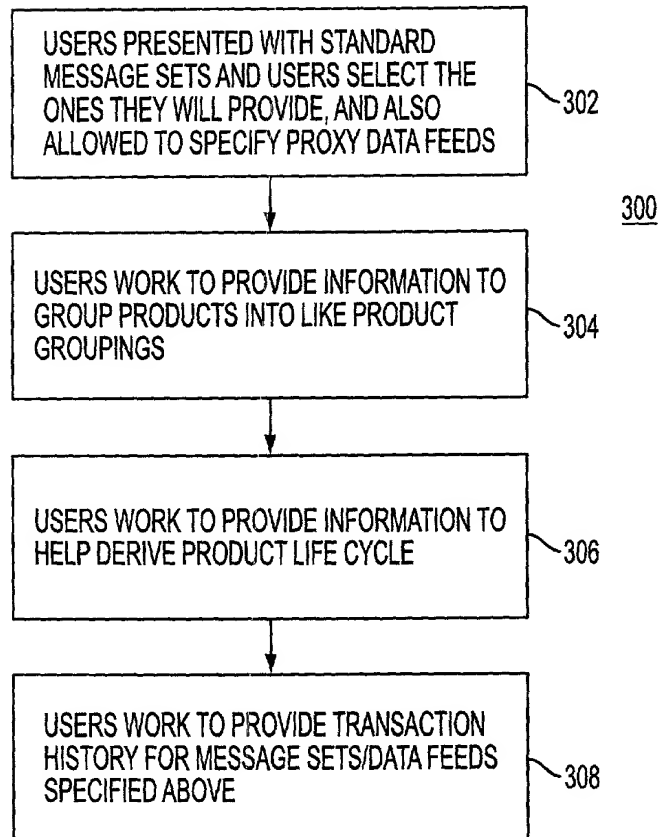 USERS PRESENTED WITH STANDARD
MESSAGE SETS AND USERS SELECT THE
ONES THEY WILL PROVIDE, AND ALSO
ALLOWED TO SPECIFY PROXY DATA FEEDS
302
300
USERS WORK TO PROVIDE INFORMATION TO
GROUP PRODUCTS INTO LIKE PRODUCT
GROUPINGS
304
USERS WORK TO PROVIDE INFORMATION TO
HELP DERIVE PRODUCT LIFE CYCLE
306
USERS WORK TO PROVIDE TRANSACTION
HISTORY FOR MESSAGE SETS/DATA FEEDS
SPECIFIED ABOVE
308